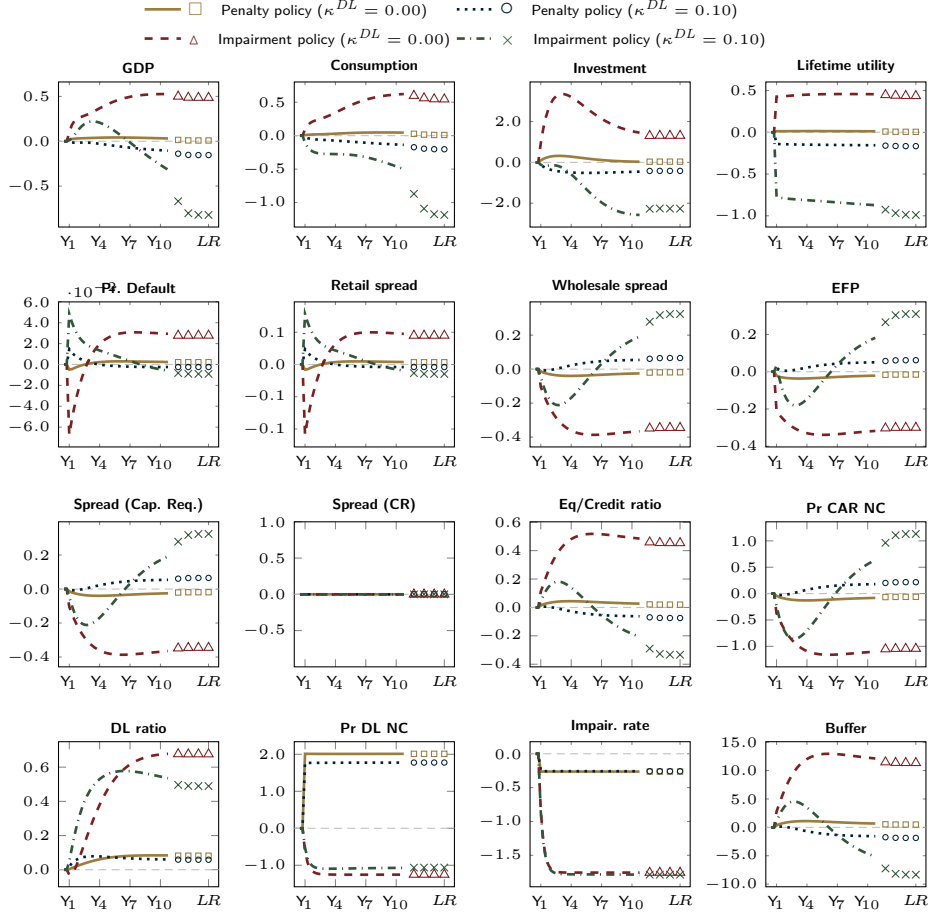 Penalty policy (κ^DL = 0.00) Penalty policy (κ^DL = 0.10)
Impairment policy (κ^DL = 0.00) Impairment policy (κ^DL = 0.10)
GDP
0.5
0.0
−0.5
Y1 Y4 Y7 Y10 LR
Consumption
0.5
0.0
−0.5
−1.0
Y1 Y4 Y7 Y10 LR
Investment
2.0
0.0
−2.0
Y1 Y4 Y7 Y10 LR
Lifetime utility
0.5
0.0
−0.5
−1.0
Y1 Y4 Y7 Y10 LR
Pr. Default
6.0
4.0
2.0
0.0
−2.0
−4.0
−6.0
Y1 Y4 Y7 Y10 LR
Retail spread
0.1
0.1
0.0
−0.1
−0.1
Y1 Y4 Y7 Y10 LR
Wholesale spread
0.2
0.0
−0.2
−0.4
Y1 Y4 Y7 Y10 LR
EFP
0.2
0.0
−0.2
−0.4
Y1 Y4 Y7 Y10 LR
Spread (Cap. Req.)
0.2
0.0
−0.2
−0.4
Y1 Y4 Y7 Y10 LR
Spread (CR)
1.0
0.5
0.0
−0.5
Y1 Y4 Y7 Y10 LR
Eq/Credit ratio
0.6
0.4
0.2
0.0
−0.2
−0.4
Y1 Y4 Y7 Y10 LR
Pr CAR NC
1.0
0.5
0.0
−0.5
−1.0
Y1 Y4 Y7 Y10 LR
DL ratio
0.6
0.4
0.2
0.0
Y1 Y4 Y7 Y10 LR
Pr DL NC
2.0
1.0
0.0
−1.0
Y1 Y4 Y7 Y10 LR
Impair. rate
0.0
−0.5
−1.0
−1.5
Y1 Y4 Y7 Y10 LR
Buffer
15.0
10.0
5.0
0.0
−5.0
−10.0
Y1 Y4 Y7 Y10 LR